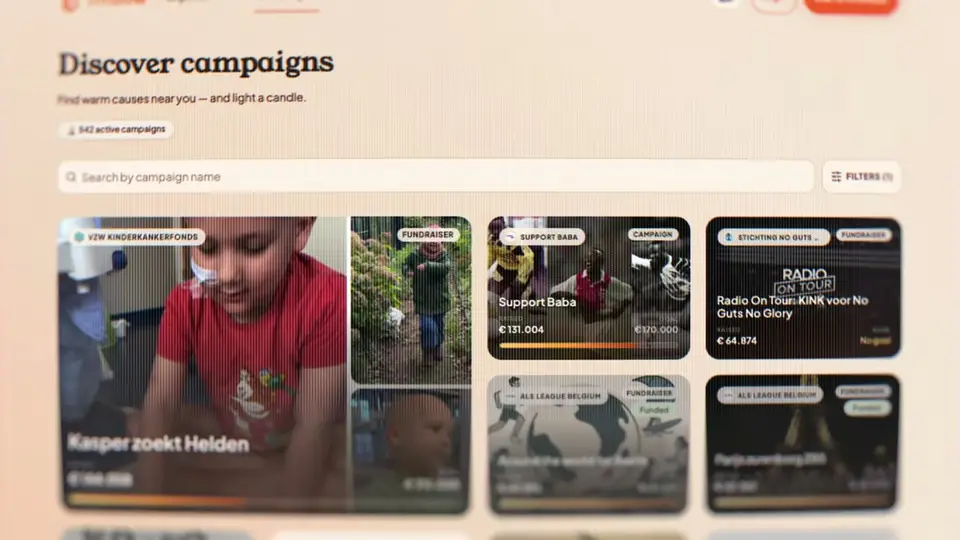 Discover campaigns
Find warm causes near you — and light a candle.
542 active campaigns
Search by campaign name
FILTERS (1)
VZW KINDERKANKERFONDS
FUNDRAISER
Kasper zoekt Helden
SUPPORT BABA
CAMPAIGN
Support Baba
€ 131.004
€ 170.000
STICHTING NO GUTS ..
FUNDRAISER
RADIO
ON TOUR
Radio On Tour: KINK voor No
Guts No Glory
RAISED
€ 64.874
No goal
ALS LEAGUE BELGIUM
FUNDRAISER
Funded
ALS LEAGUE BELGIUM
FUNDRAISER
Funded